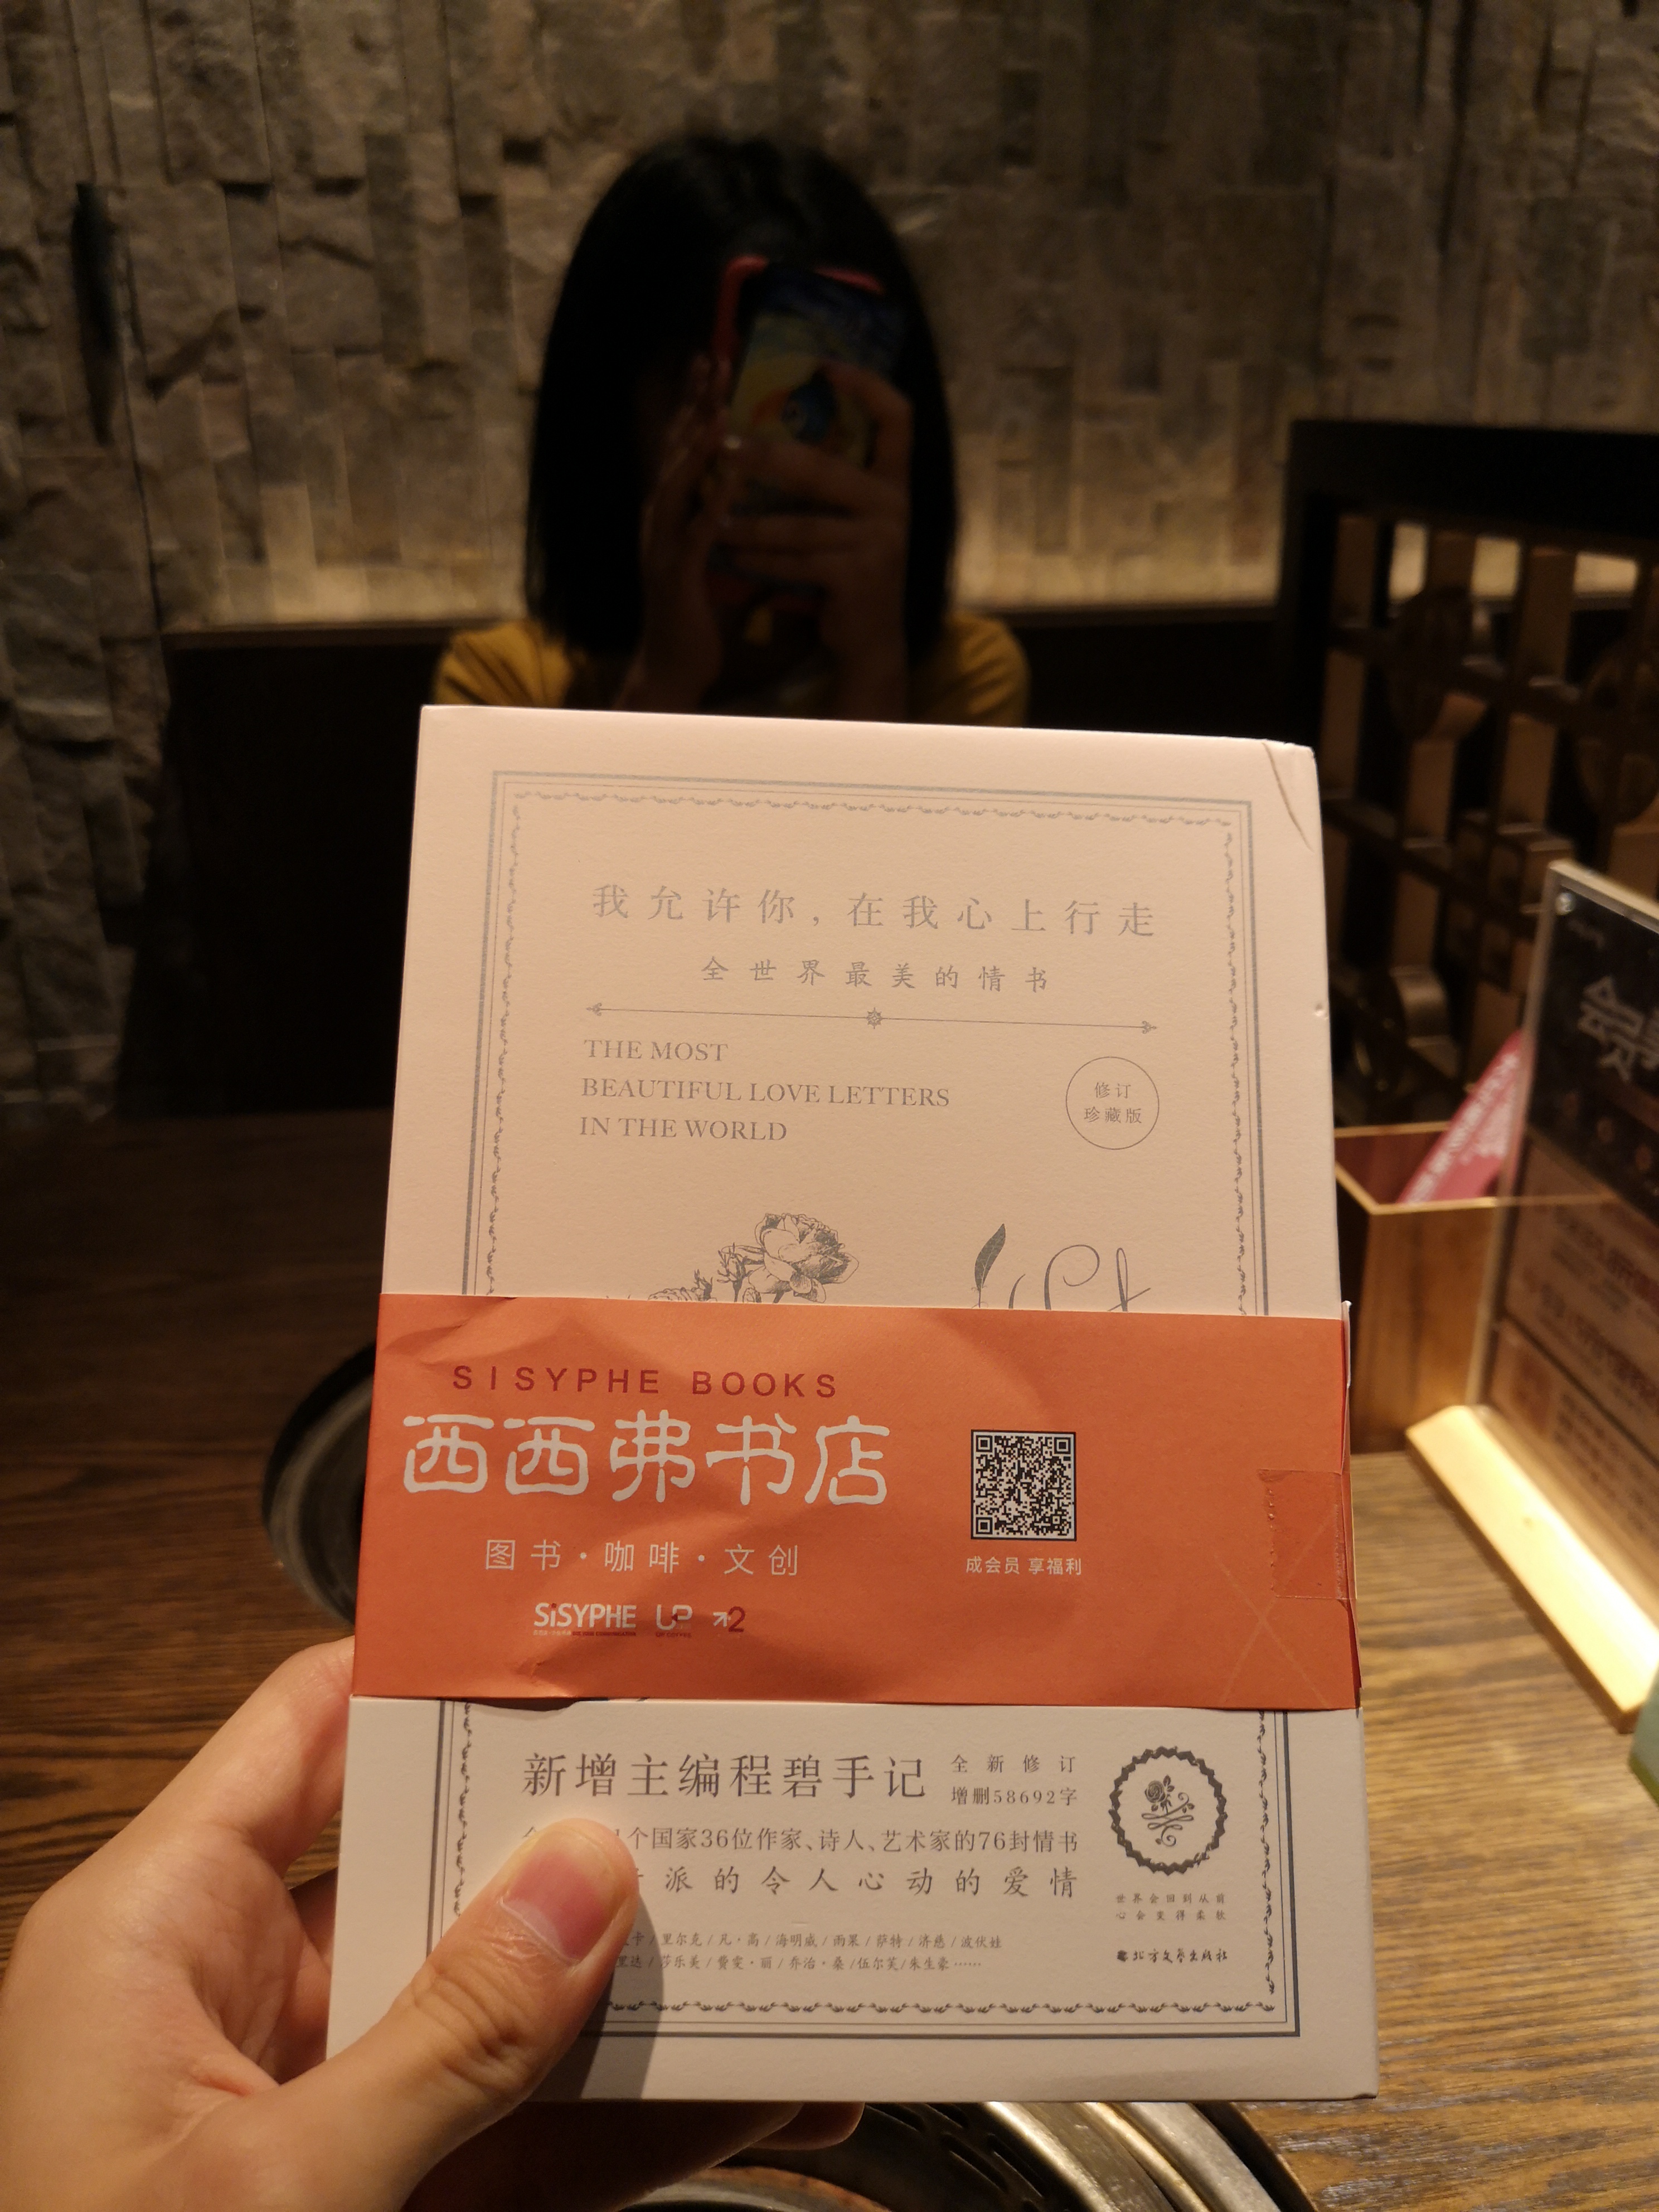 我允许你,在我心上行走
全世界最美的情书
THE MOST
BEAUTIFUL LOVE LETTERS
IN THE WORLD
修订
珍藏版
SISYPHE BOOKS
西西弗书店
图书·咖啡·文创
SISYPHE UP 2
成会员 享福利
新增主编程碧手记
全新修订
增删58692字
个国家36位作家、诗人、艺术家的76封情书
派的令人心动的爱情
卡/里尔克/凡·高/海明威/雨果/萨特/济慈/波伏娃
里达/莎乐美/费雯·丽/乔治·桑/伍尔芙/朱生豪……
世界会回到从前
心会变得柔软
北方文艺出版社